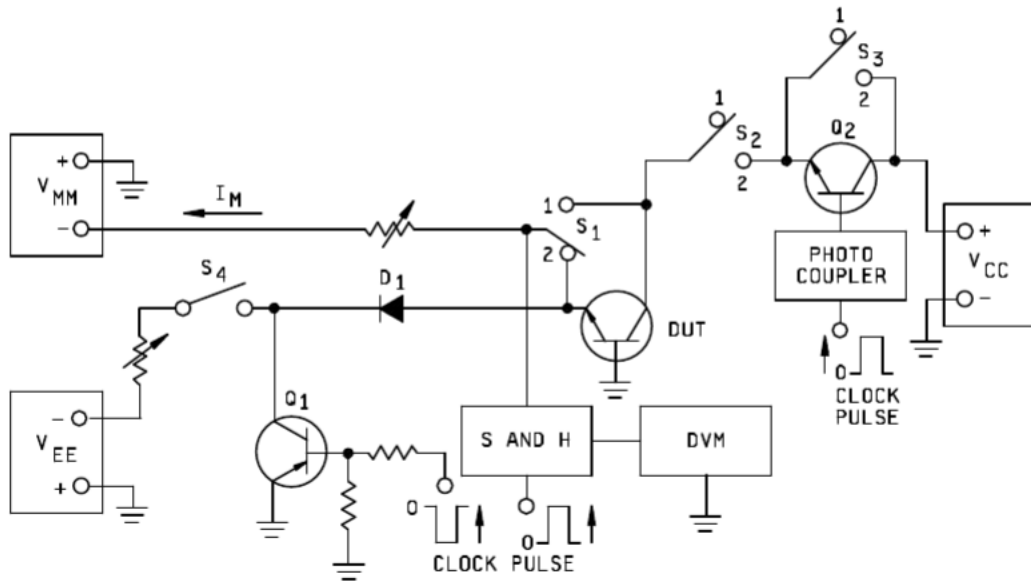 1
S3
2
1
S2
2
Q2
+
VMM
-
IM
1
S1
2
PHOTO
COUPLER
+
VCC
-
S4
D1
DUT
0
CLOCK
PULSE
-
VEE
+
Q1
S AND H
DVM
0
0
CLOCK PULSE